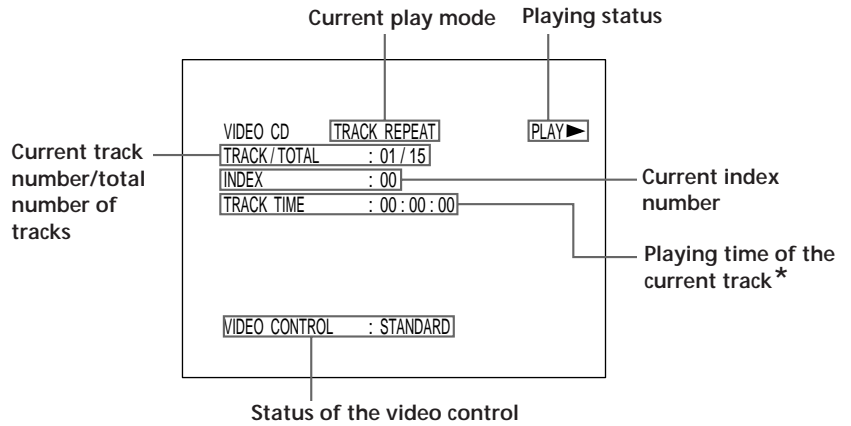 Current play mode
Playing status
VIDEO CD TRACK REPEAT PLAY►
TRACK / TOTAL : 01 / 15
INDEX : 00
TRACK TIME : 00 : 00 : 00
VIDEO CONTROL : STANDARD
Current track
number/total
number of
tracks
Current index
number
Playing time of the
current track*
Status of the video control